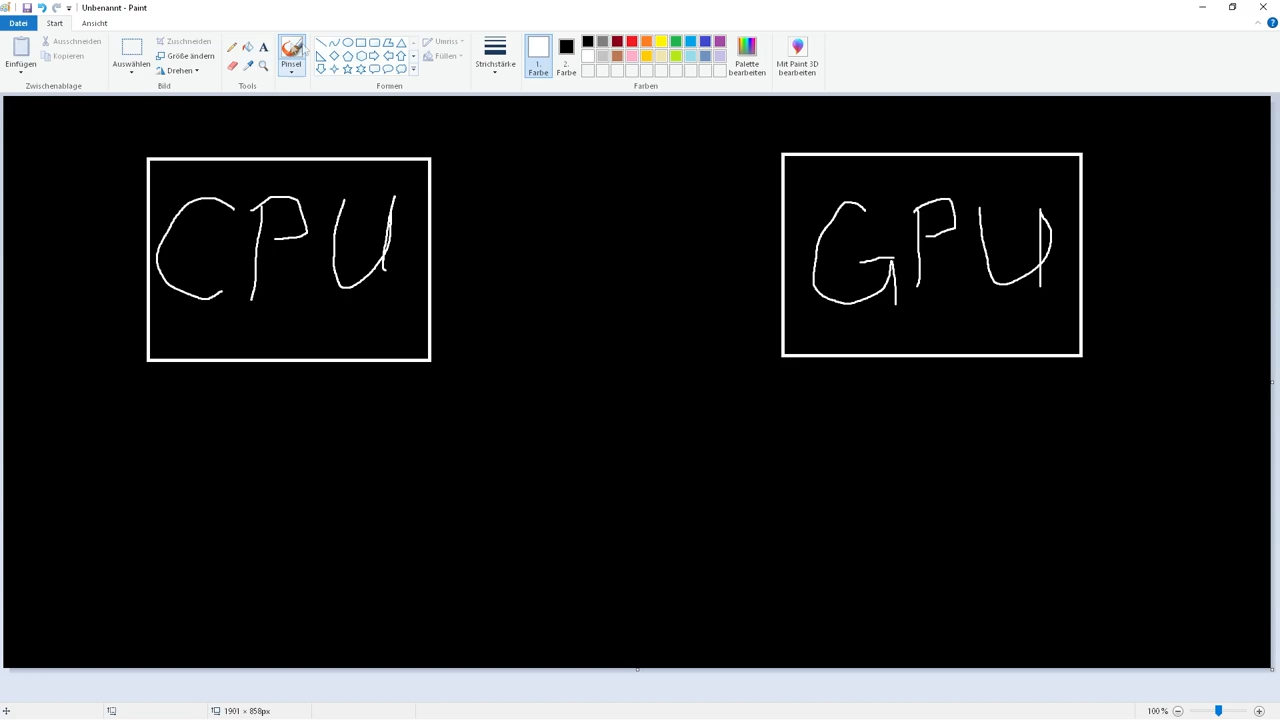 Unbenannt - Paint
Datei
Start
Ansicht
Einfügen
Ausschneiden
Kopieren
Zwischenablage
Auswählen
Zuschneiden
Größe ändern
Drehen
Bild
A
Tools
Pinsel
Umriss
Füllen
Formen
Strichstärke
1. Farbe
2. Farbe
Palette bearbeiten
Mit Paint 3D bearbeiten
Farben
CPU
GPU
1901 × 858px
100 %